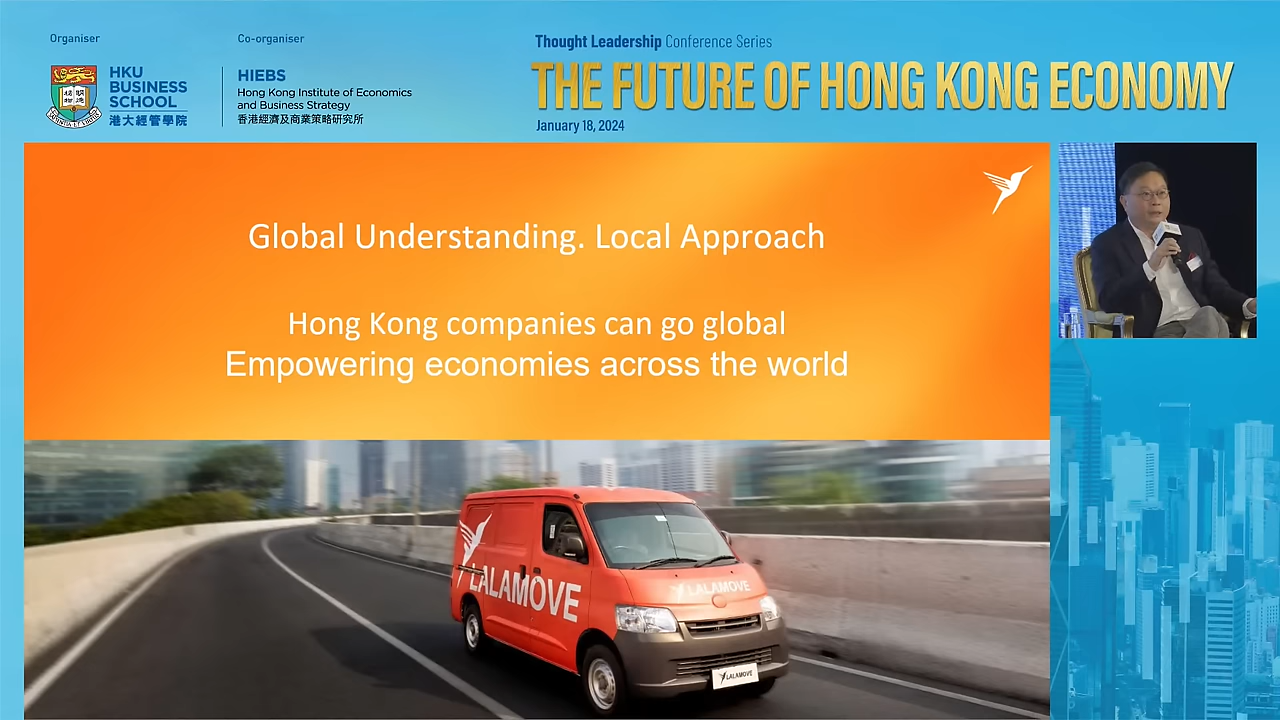 Organiser
Co-organiser
HKU
BUSINESS
SCHOOL
港大經管學院
HIEBS
Hong Kong Institute of Economics
and Business Strategy
香港經濟及商業策略研究所
Thought Leadership Conference Series
THE FUTURE OF HONG KONG ECONOMY
January 18, 2024
Global Understanding. Local Approach
Hong Kong companies can go global
Empowering economies across the world
LALAMOVE
LALAMOVE
LALAMOVE